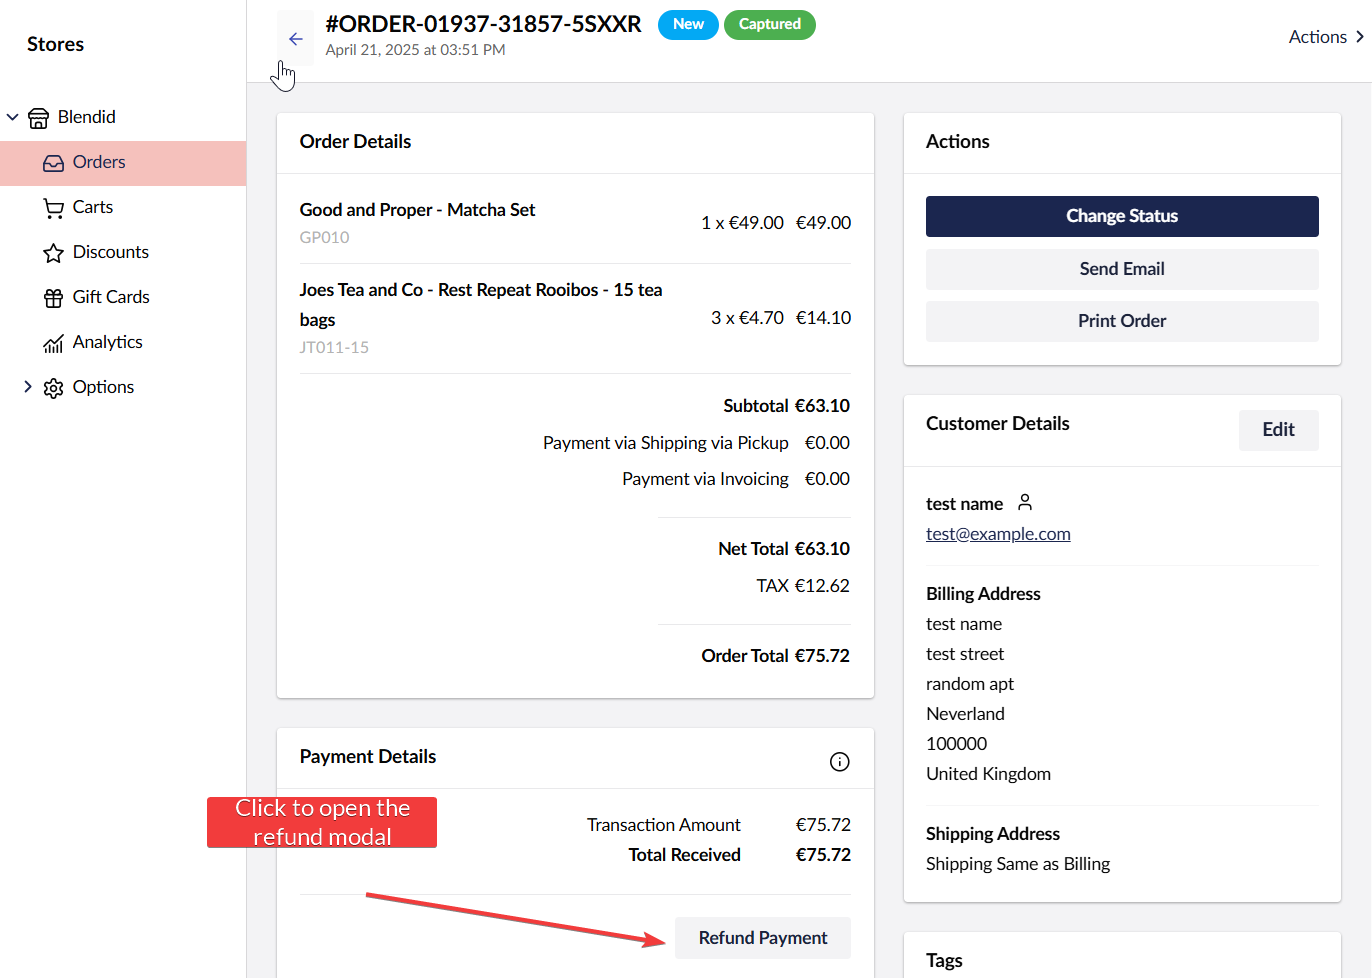 Stores
Blendid
Orders
Carts
Discounts
Gift Cards
Analytics
Options
#ORDER-01937-31857-5SXXR
New
Captured
April 21, 2025 at 03:51 PM
Actions
Order Details
Good and Proper - Matcha Set
GP010
1 x €49.00 €49.00
Joes Tea and Co - Rest Repeat Rooibos - 15 tea
bags
JT011-15
3 x €4.70 €14.10
Subtotal €63.10
Payment via Shipping via Pickup €0.00
Payment via Invoicing €0.00
Net Total €63.10
TAX €12.62
Order Total €75.72
Payment Details
Click to open the
refund modal
Transaction Amount €75.72
Total Received €75.72
Refund Payment
Actions
Change Status
Send Email
Print Order
Customer Details
Edit
test name
test@example.com
Billing Address
test name
test street
random apt
Neverland
100000
United Kingdom
Shipping Address
Shipping Same as Billing
Tags